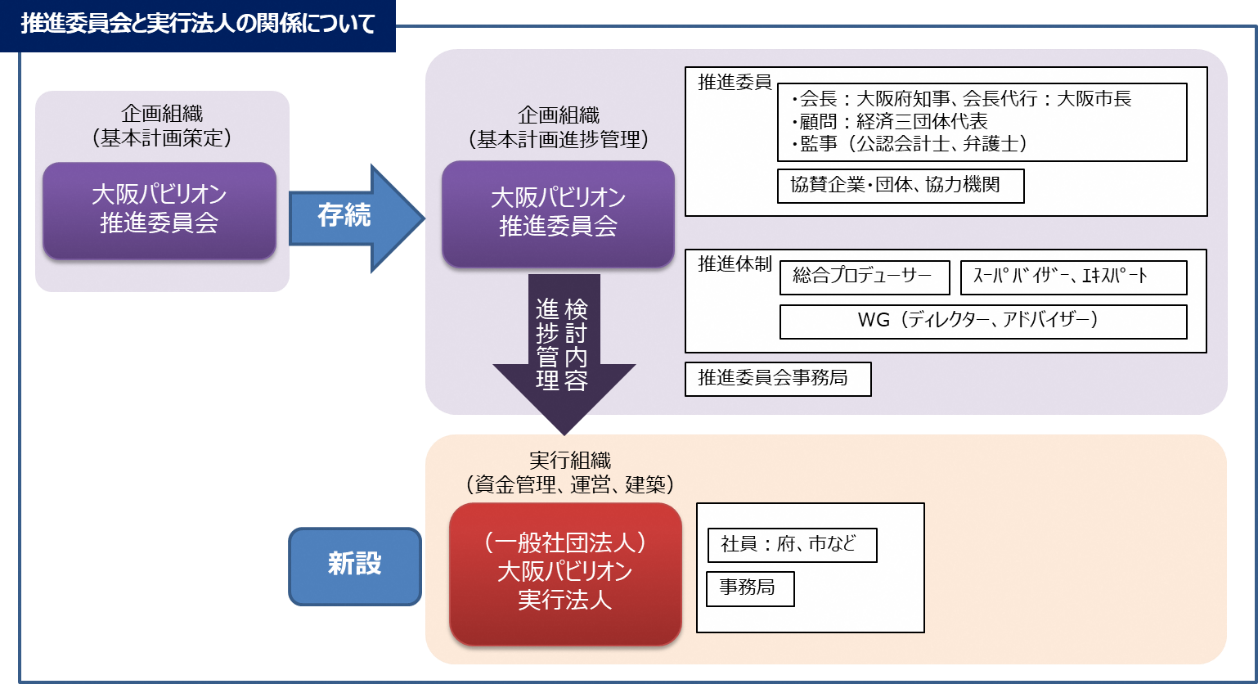 推進委員会と実行法人の関係について
企画組織
（基本計画策定）
大阪パビリオン
推進委員会
存続
企画組織
（基本計画進捗管理）
大阪パビリオン
推進委員会
推進委員
・会長：大阪府知事、会長代行：大阪市長
・顧問：経済三団体代表
・監事（公認会計士、弁護士）
協賛企業・団体、協力機関
推進体制
総合プロデューサー
ｽｰﾊﾟﾊﾞｲｻﾞｰ、ｴｷｽﾊﾟｰﾄ
WG（ディレクター、アドバイザー）
推進委員会事務局
検討内容
進捗管理
実行組織
（資金管理、運営、建築）
新設
（一般社団法人）
大阪パビリオン
実行法人
社員：府、市など
事務局